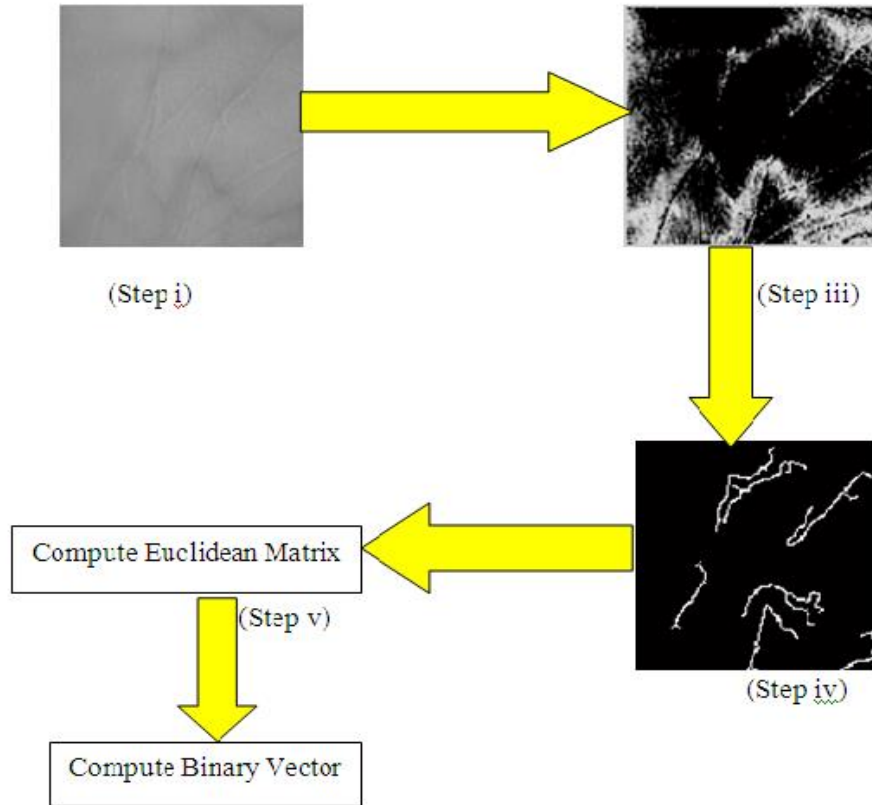 (Step i)
(Step iii)
(Step iv)
Compute Euclidean Matrix
(Step v)
Compute Binary Vector